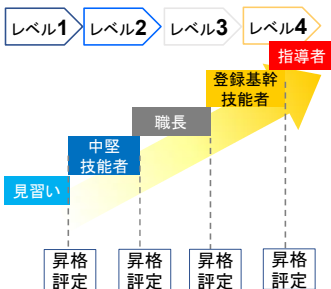 レベル1
レベル2
レベル3
レベル4
指導者
登録基幹
技能者
職長
中堅
技能者
見習い
昇格
評定
昇格
評定
昇格
評定
昇格
評定